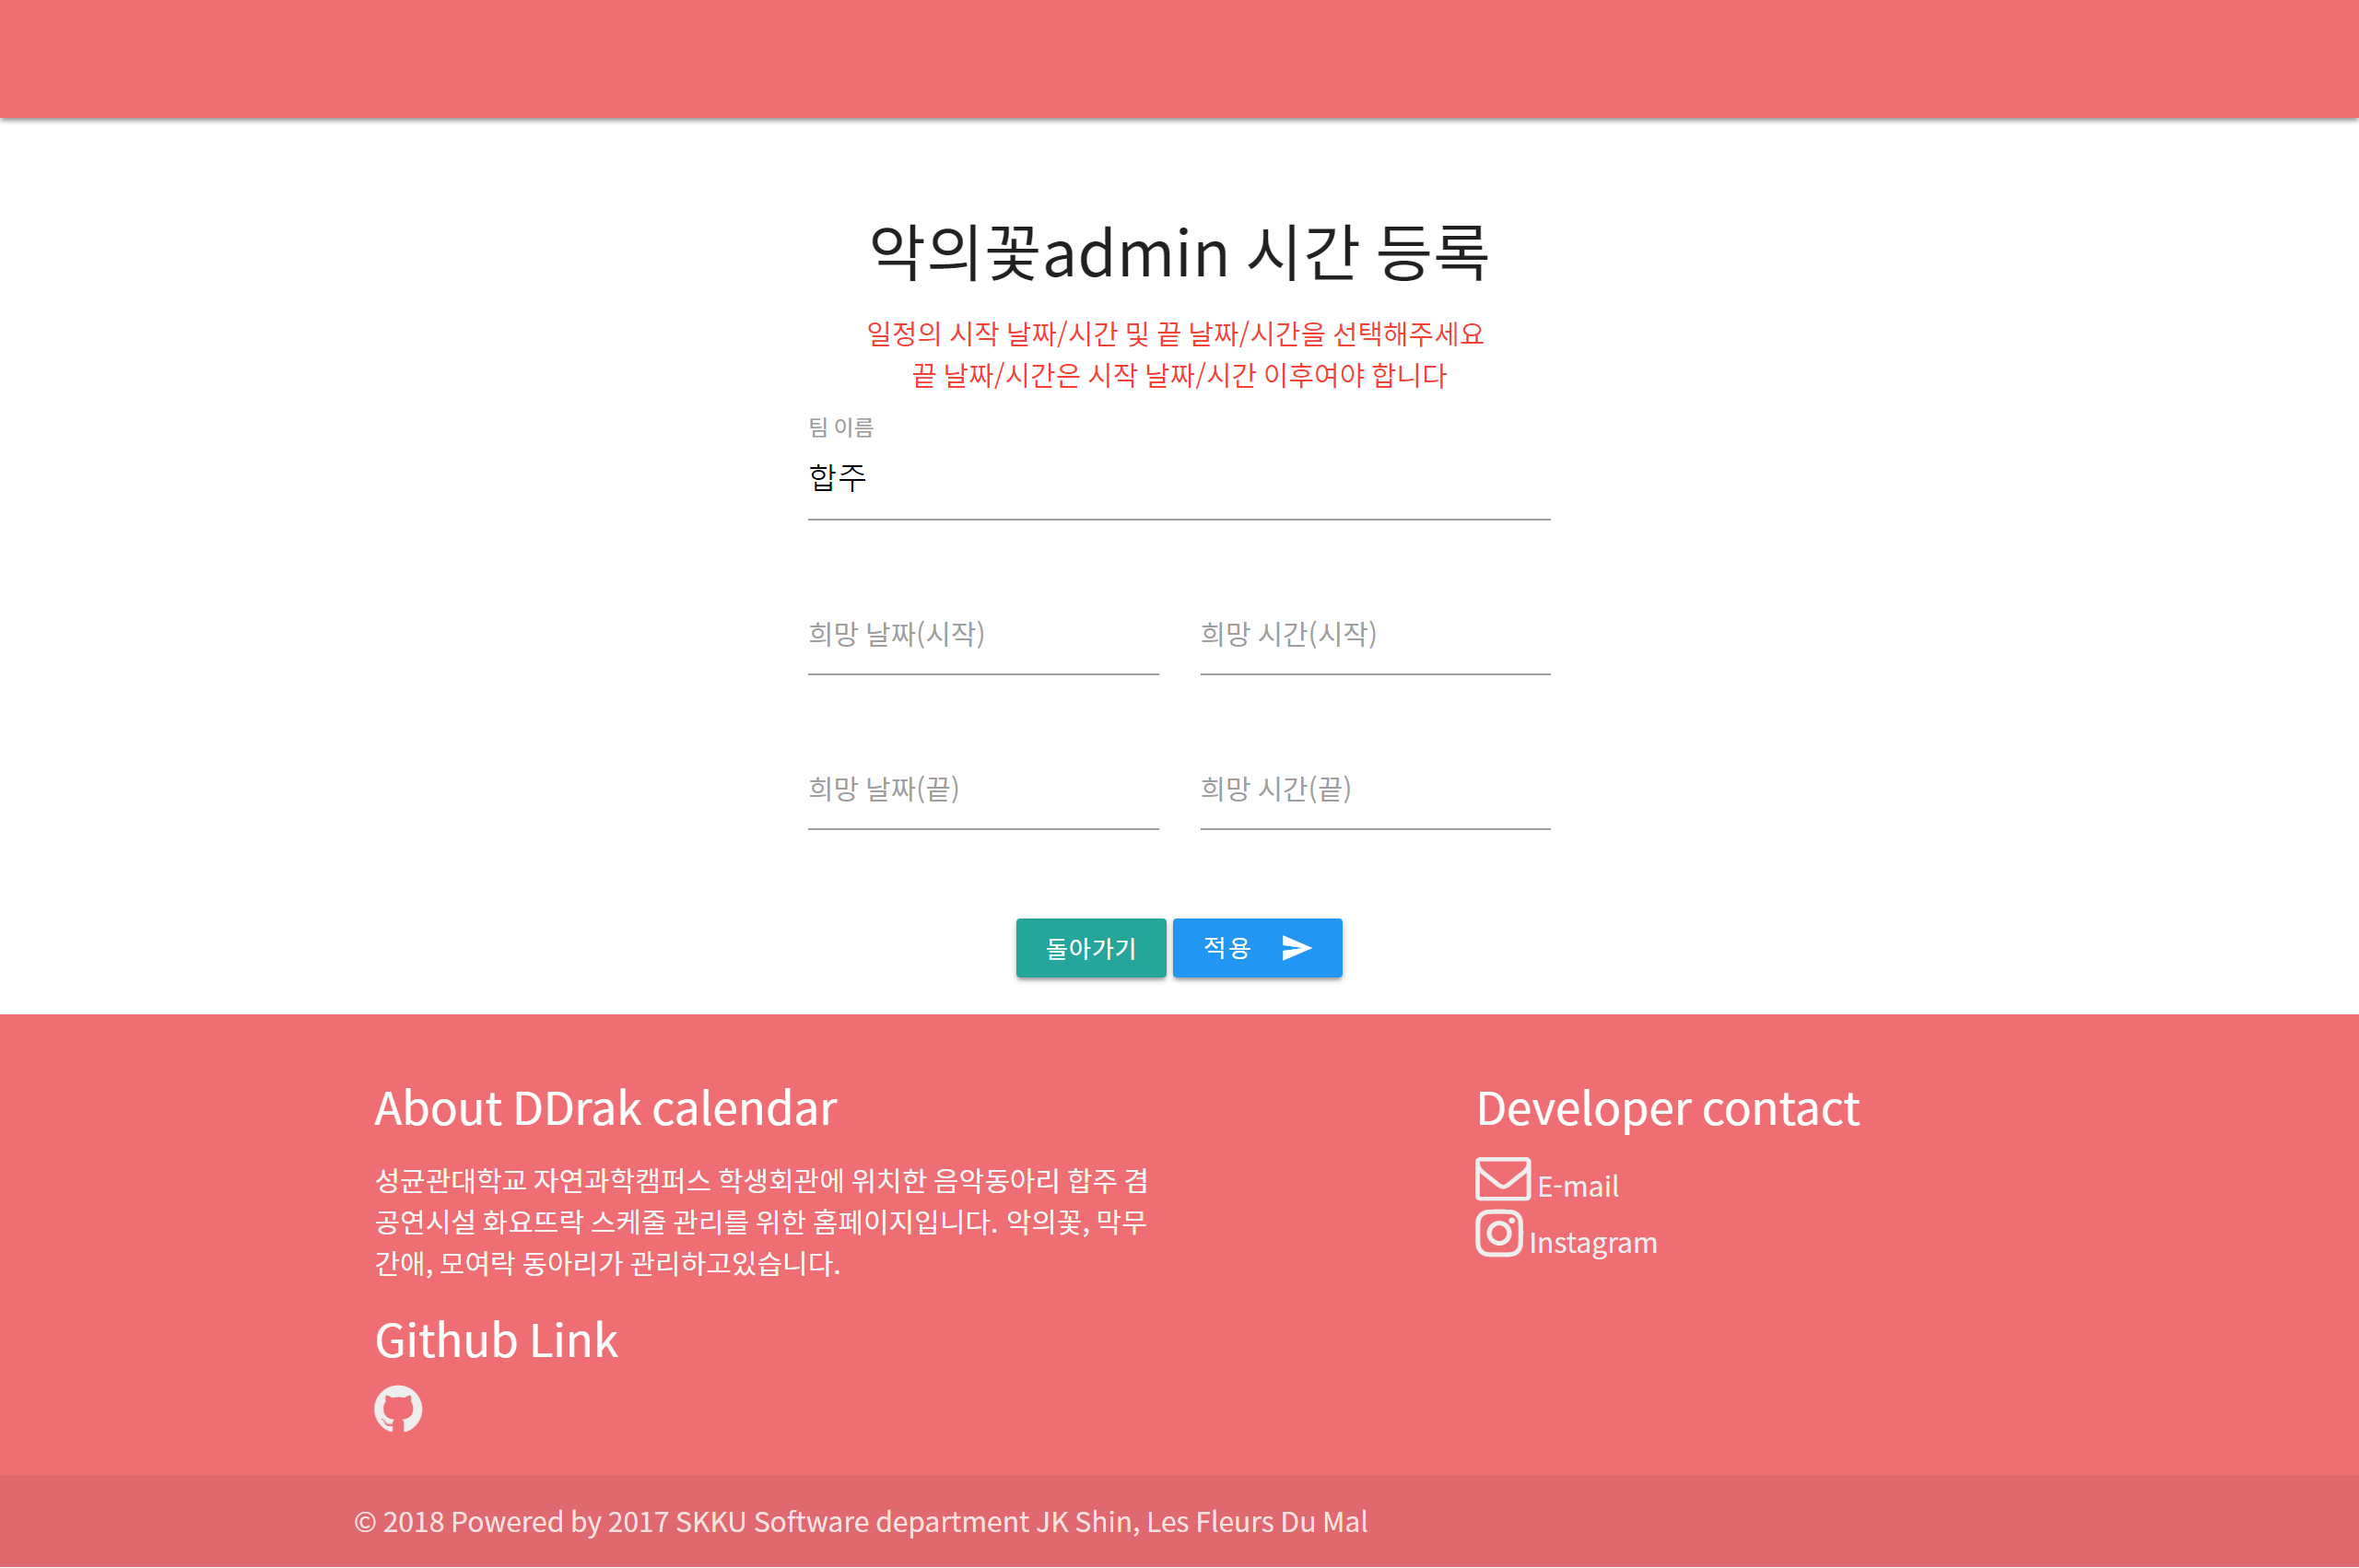 악의꽃admin 시간 등록
일정의 시작 날짜/시간 및 끝 날짜/시간을 선택해주세요
끝 날짜/시간은 시작 날짜/시간 이후여야 합니다
팀 이름
합주
희망 날짜(시작)
희망 시간(시작)
희망 날짜(끝)
희망 시간(끝)
돌아가기
적용
About DDrak calendar
성균관대학교 자연과학캠퍼스 학생회관에 위치한 음악동아리 합주 겸
공연시설 화요뜨락 스케줄 관리를 위한 홈페이지입니다. 악의꽃, 막무
간애, 모여락 동아리가 관리하고있습니다.
Github Link
Developer contact
E-mail
Instagram
© 2018 Powered by 2017 SKKU Software department JK Shin, Les Fleurs Du Mal